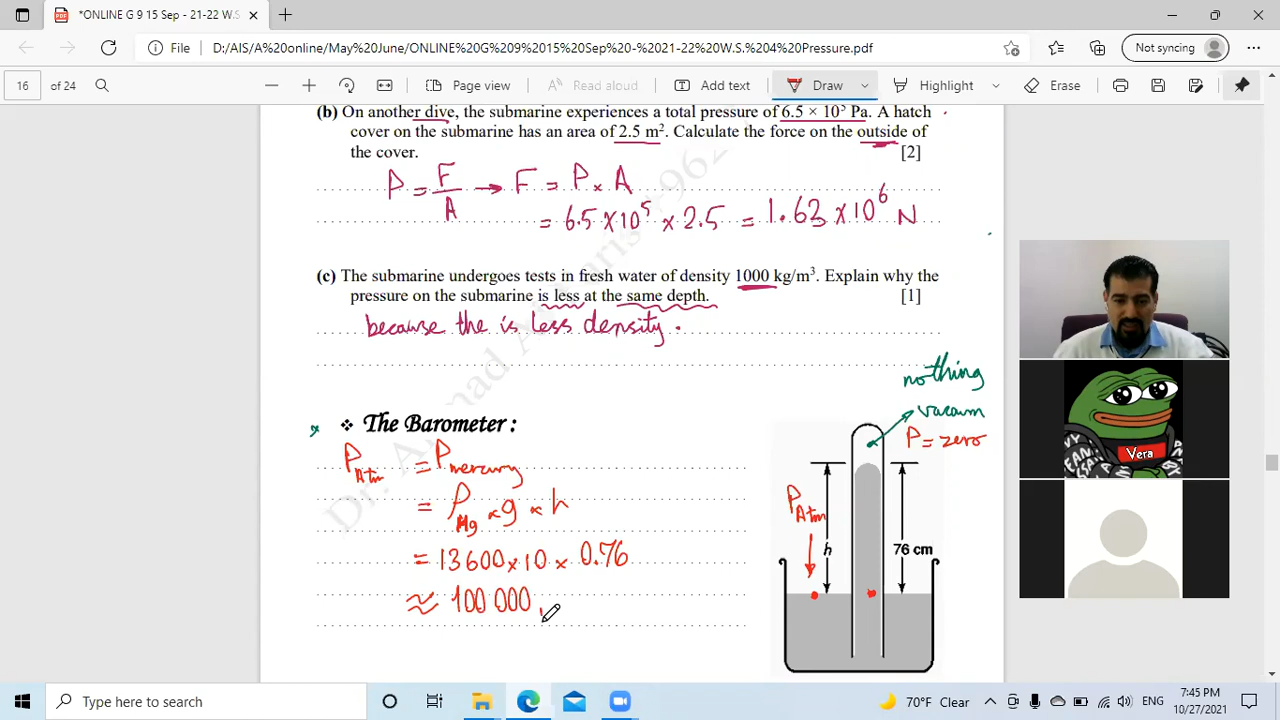 *ONLINE G 9 15 Sep - 21-22 W.S.
File
D:/AIS/A%20online/May%20June/ONLINE%20G%209%2015%20Sep%20-%2021-22%20W.S.%204%20Pressure.pdf
Not syncing
16 of 24
Page view
Read aloud
Add text
Draw
Highlight
Erase
(b) On another dive, the submarine experiences a total pressure of 6.5 × 10⁵ Pa. A hatch
cover on the submarine has an area of 2.5 m². Calculate the force on the outside of
the cover. [2]
P = F/A → F = P × A
= 6.5 × 10⁵ × 2.5 = 1.63 × 10⁶ N
(c) The submarine undergoes tests in fresh water of density 1000 kg/m³. Explain why the
pressure on the submarine is less at the same depth. [1]
because the is less density.
nothing
vacuum
P = zero
❖ The Barometer :
P Atm = P mercury
= ρ Hg × g × h
= 13600 × 10 × 0.76
≈ 100 000
P Atm
h
76 cm
Vera
Type here to search
70°F Clear
ENG
7:45 PM
10/27/2021